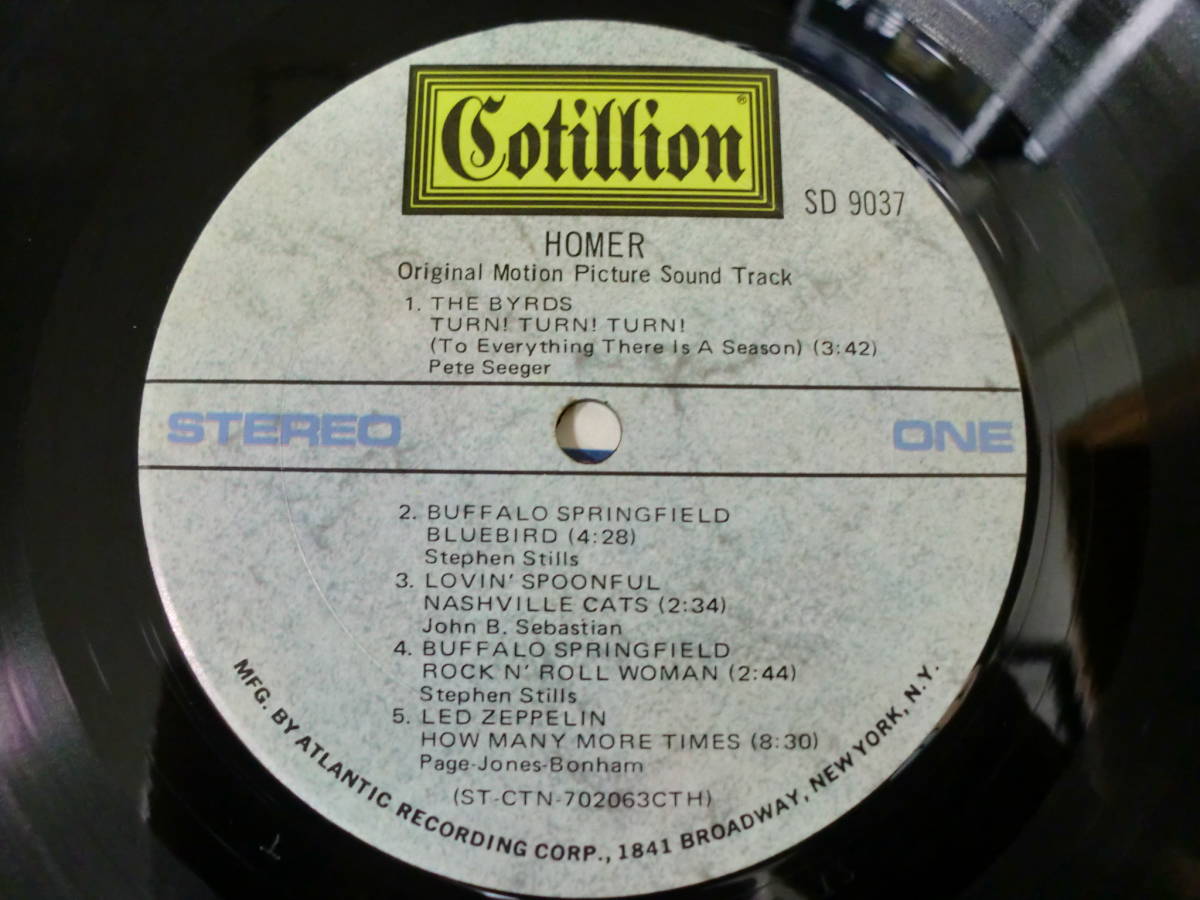 Cotillion®
SD 9037
HOMER
Original Motion Picture Sound Track
1. THE BYRDS
TURN! TURN! TURN!
(To Everything There Is A Season) (3:42)
Pete Seeger
STEREO
ONE
2. BUFFALO SPRINGFIELD
BLUEBIRD (4:28)
Stephen Stills
3. LOVIN' SPOONFUL
NASHVILLE CATS (2:34)
John B. Sebastian
4. BUFFALO SPRINGFIELD
ROCK N' ROLL WOMAN (2:44)
Stephen Stills
5. LED ZEPPELIN
HOW MANY MORE TIMES (8:30)
Page-Jones-Bonham
(ST-CTN-702063CTH)
MFG. BY ATLANTIC RECORDING CORP., 1841 BROADWAY, NEW YORK, N.Y.